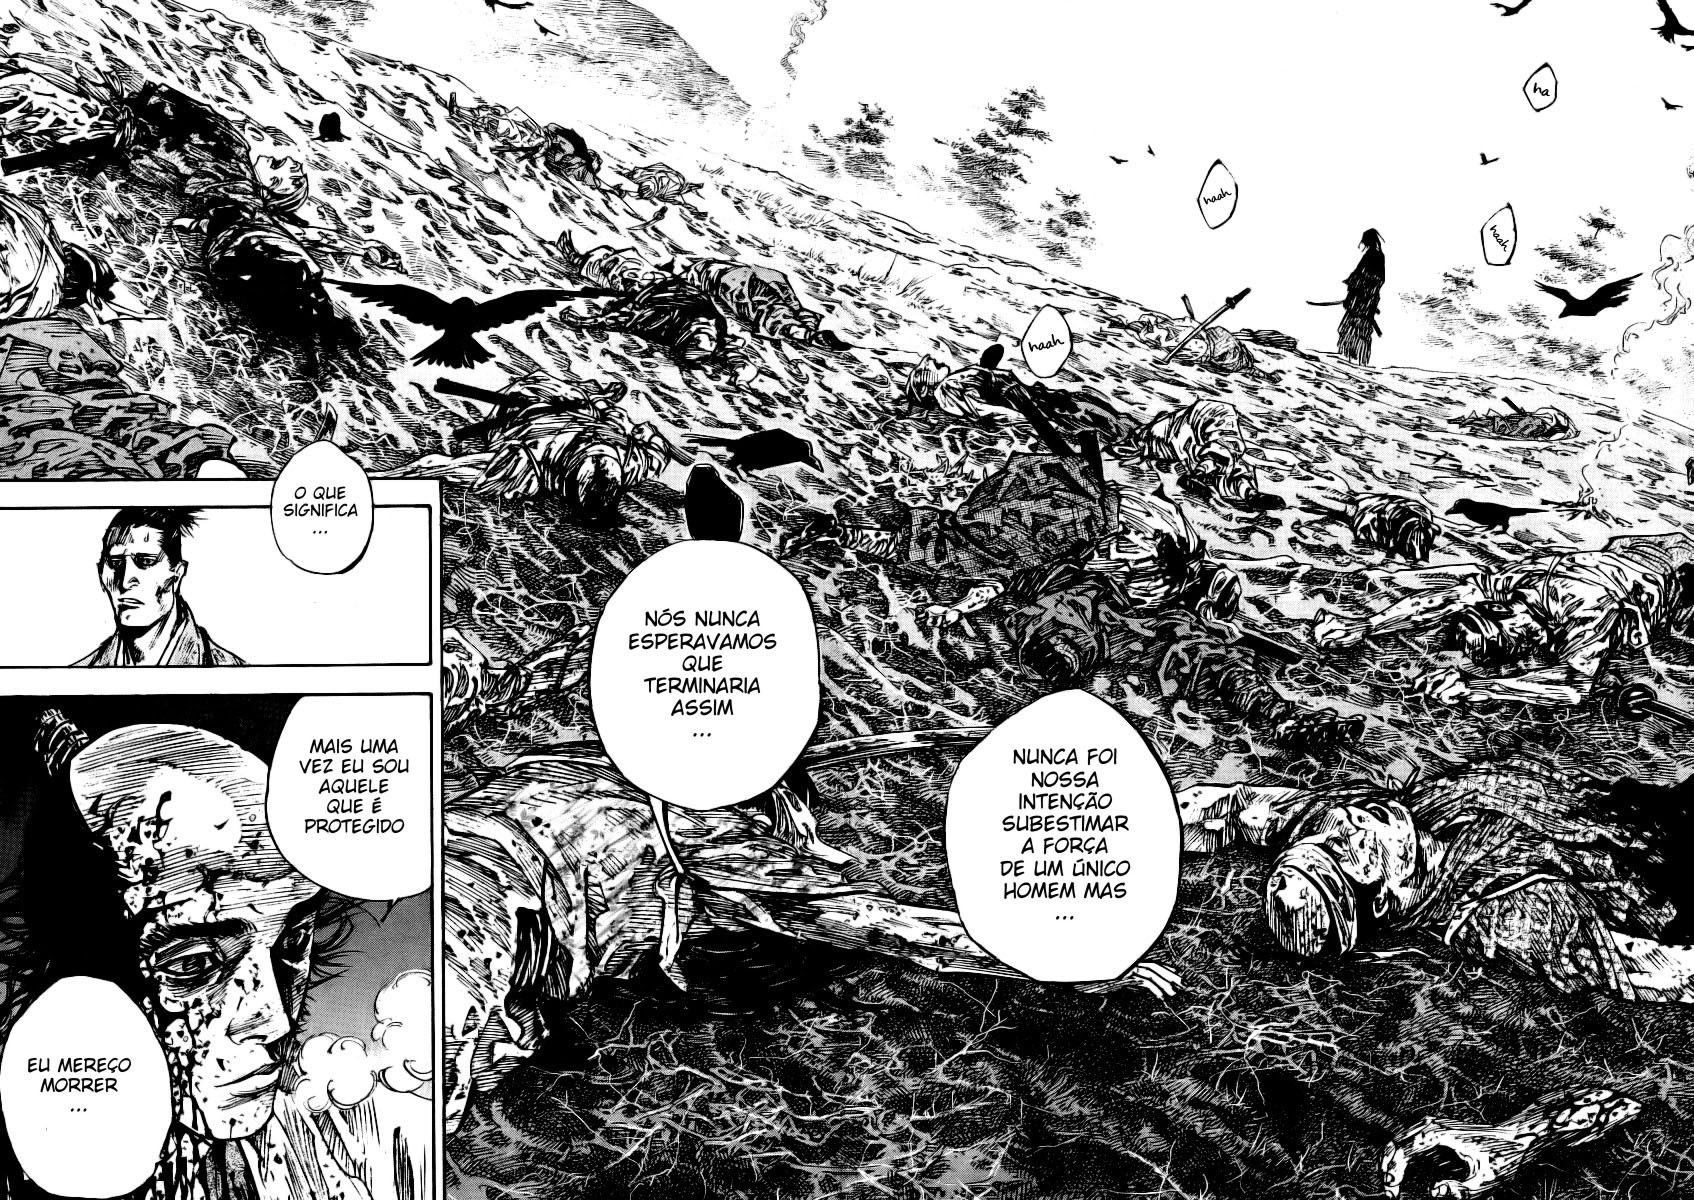 ha
haah
haah
haah
NUNCA FOI
NOSSA
INTENÇÃO
SUBESTIMAR
A FORÇA
DE UM ÚNICO
HOMEM MAS
...
NÓS NUNCA
ESPERAVAMOS
QUE
TERMINARIA
ASSIM
...
O QUE
SIGNIFICA
...
MAIS UMA
VEZ EU SOU
AQUELE
QUE É
PROTEGIDO
EU MEREÇO
MORRER
...